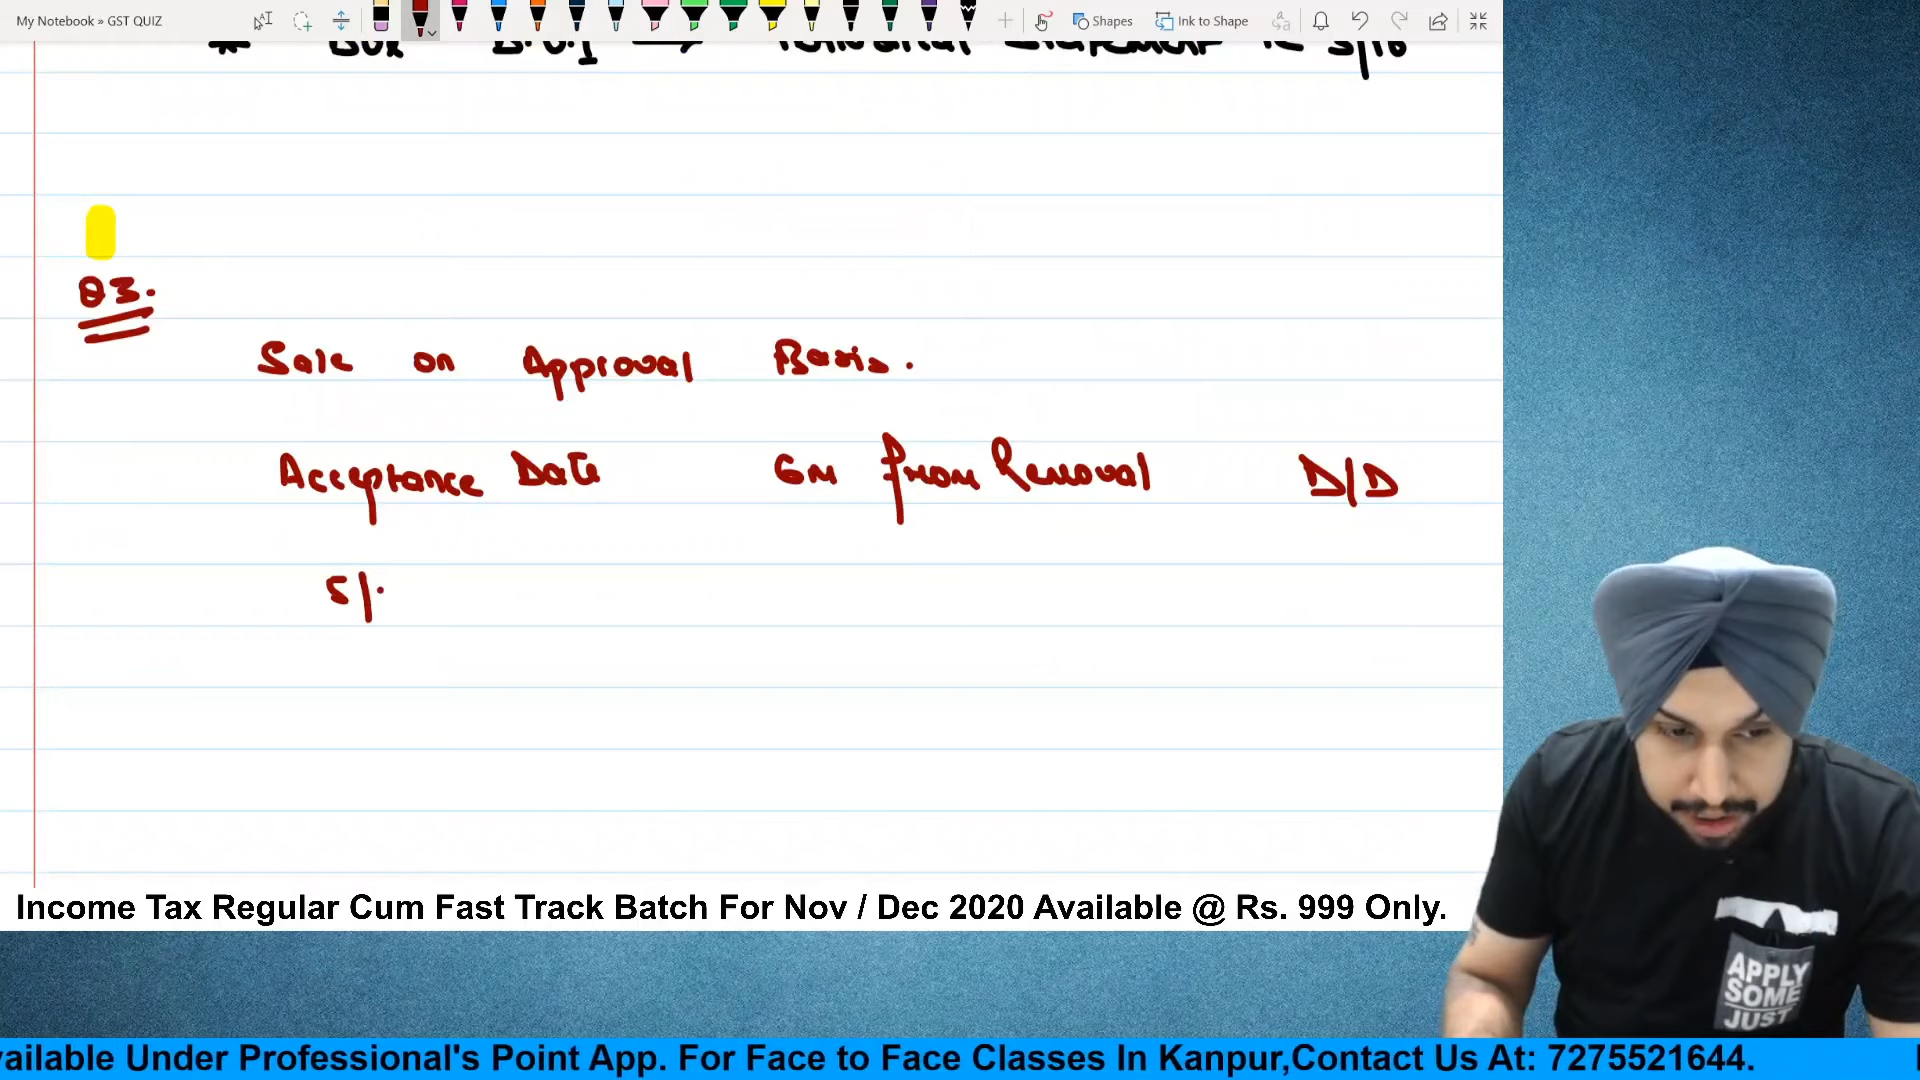 My Notebook » GST QUIZ
Shapes
Ink to Shape
Q3.
Sale on Approval Basis.
Acceptance Date 6m from Removal D/D
5/.
Income Tax Regular Cum Fast Track Batch For Nov / Dec 2020 Available @ Rs. 999 Only.
APPLY
SOME
JUST
vailable Under Professional's Point App. For Face to Face Classes In Kanpur,Contact Us At: 7275521644.